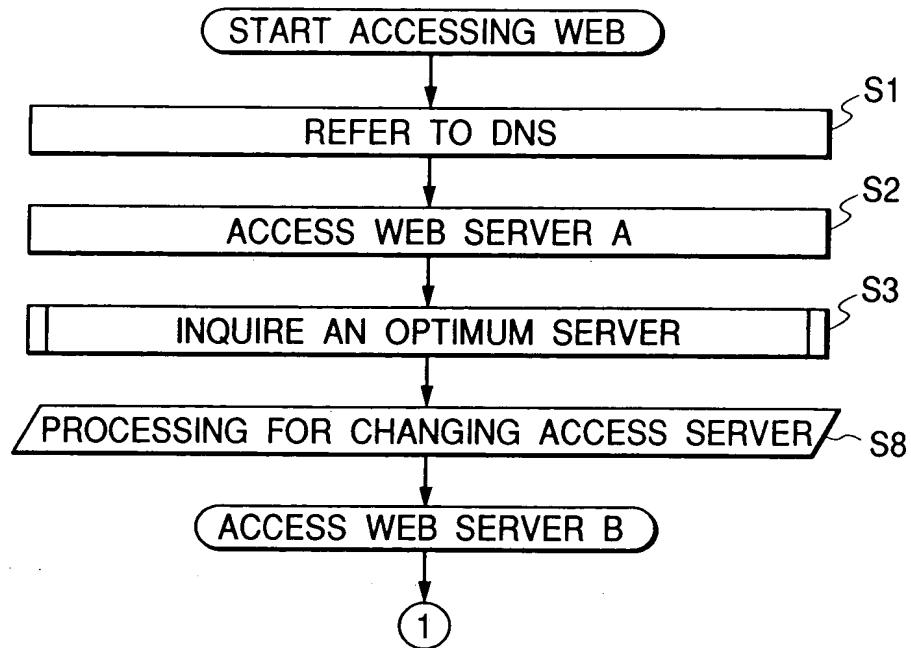 START ACCESSING WEB
S1
REFER TO DNS
S2
ACCESS WEB SERVER A
S3
INQUIRE AN OPTIMUM SERVER
PROCESSING FOR CHANGING ACCESS SERVER
S8
ACCESS WEB SERVER B
1